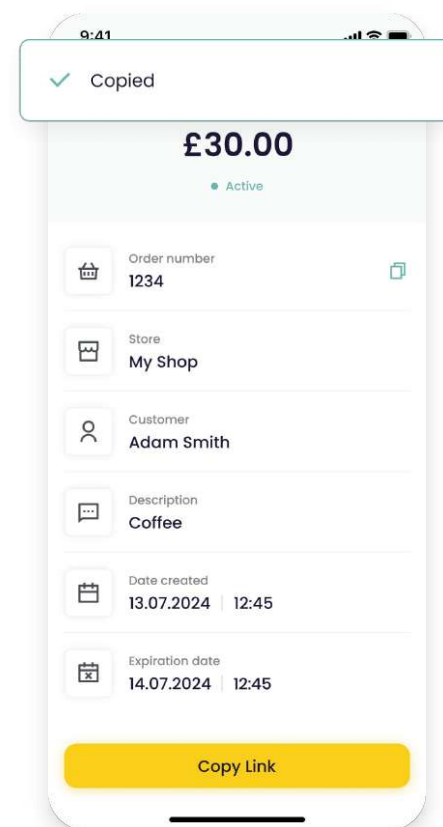 9:41
Copied
£30.00
Active
Order number
1234
Store
My Shop
Customer
Adam Smith
Description
Coffee
Date created
13.07.2024 12:45
Expiration date
14.07.2024 12:45
Copy Link